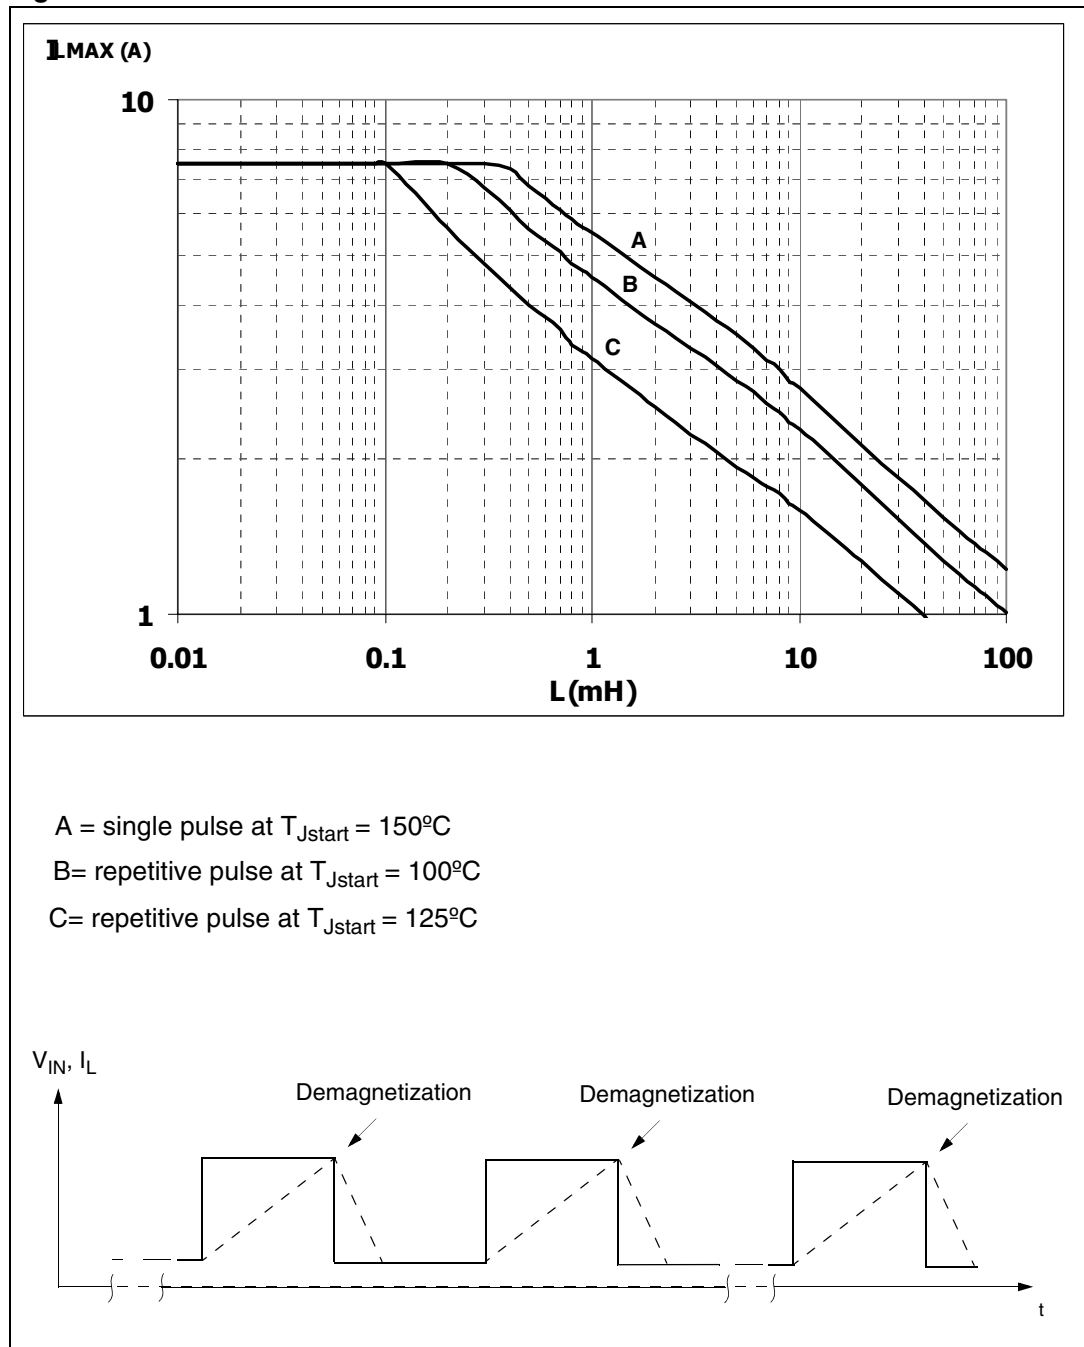 ILMAX (A)
10
A
B
C
1
0.01 0.1 1 10 100
L(mH)
A = single pulse at TJstart = 150ºC
B= repetitive pulse at TJstart = 100ºC
C= repetitive pulse at TJstart = 125ºC
VIN, IL
Demagnetization Demagnetization Demagnetization
t